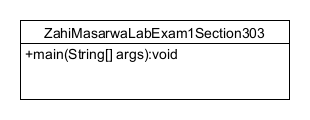 ZahiMasarwaLabExam1Section303
+main(String[] args):void